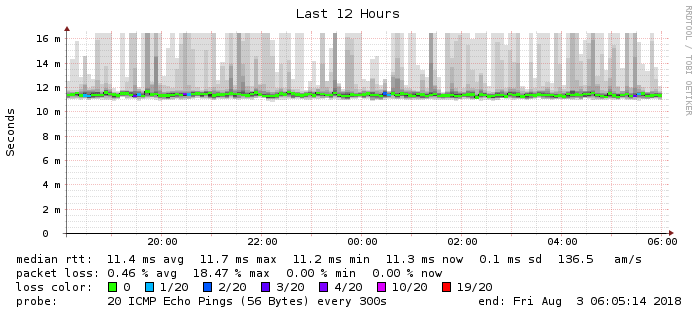 Last 12 Hours
RRDTOOL / TOBI OETIKER
Seconds
16 m
14 m
12 m
10 m
8 m
6 m
4 m
2 m
0
20:00 22:00 00:00 02:00 04:00 06:00
median rtt: 11.4 ms avg 11.7 ms max 11.2 ms min 11.3 ms now 0.1 ms sd 136.5 am/s
packet loss: 0.46 % avg 18.47 % max 0.00 % min 0.00 % now
loss color: 0 1/20 2/20 3/20 4/20 10/20 19/20
probe: 20 ICMP Echo Pings (56 Bytes) every 300s end: Fri Aug 3 06:05:14 2018